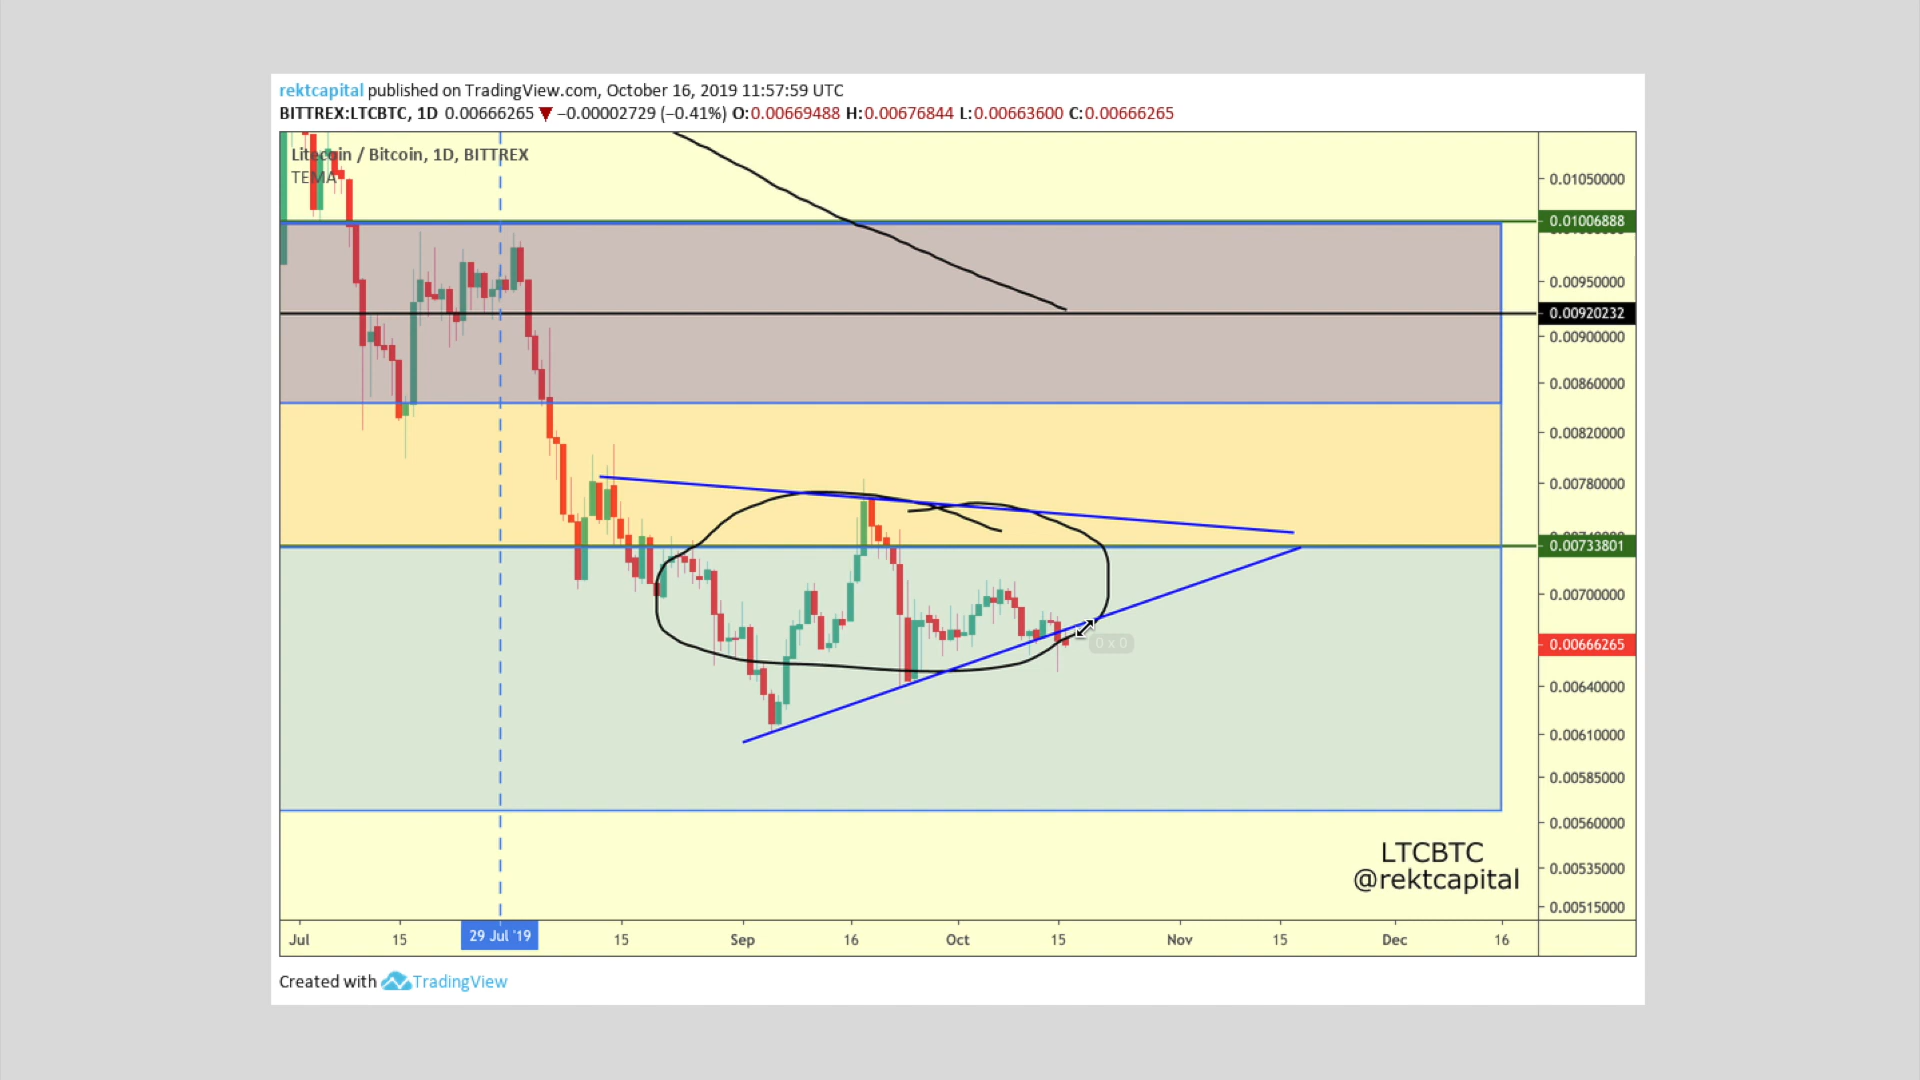 rektcapital published on TradingView.com, October 16, 2019 11:57:59 UTC
BITTREX:LTCBTC, 1D 0.00666265 ▼ −0.00002729 (−0.41%) O:0.00669488 H:0.00676844 L:0.00663600 C:0.00666265
Litecoin / Bitcoin, 1D, BITTREX
TEMA
0.01050000
0.01006888
0.00950000
0.00920232
0.00900000
0.00860000
0.00820000
0.00780000
0.00733801
0.00700000
0 x 0
0.00666265
0.00640000
0.00610000
0.00585000
0.00560000
LTCBTC
0.00535000
@rektcapital
0.00515000
Jul 15 29 Jul '19 15 Sep 16 Oct 15 Nov 15 Dec 16
Created with TradingView